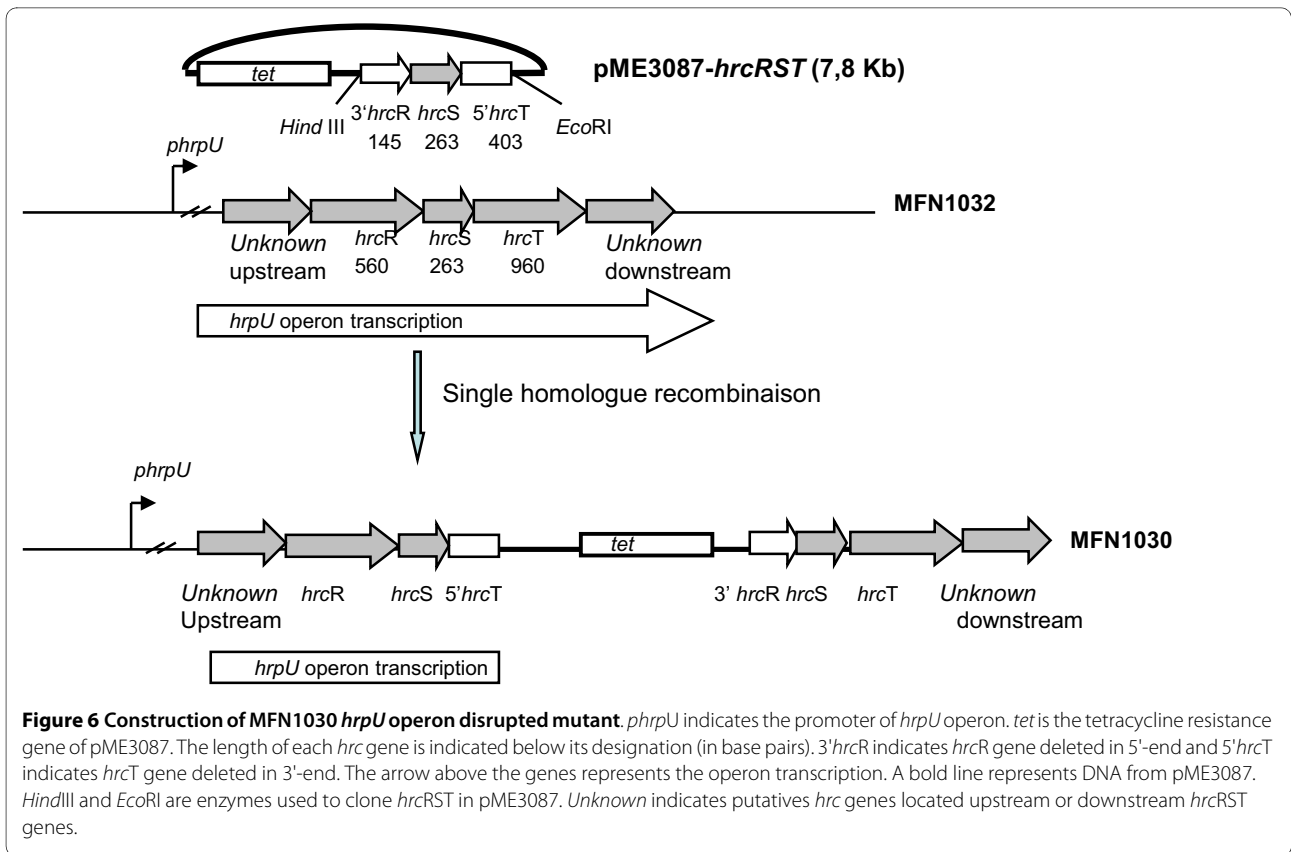 tet
pME3087-hrcRST (7,8 Kb)
Hind III
3'hrcR hrcS 5'hrcT
EcoRI
145 263 403
phrpU
MFN1032
Unknown upstream
hrcR
560
hrcS
263
hrcT
960
Unknown downstream
hrpU operon transcription
Single homologue recombinaison
phrpU
tet
MFN1030
Unknown Upstream
hrcR
hrcS 5'hrcT
3' hrcR hrcS
hrcT
Unknown downstream
hrpU operon transcription
Figure 6 Construction of MFN1030 hrpU operon disrupted mutant. phrpU indicates the promoter of hrpU operon. tet is the tetracycline resistance
gene of pME3087. The length of each hrc gene is indicated below its designation (in base pairs). 3'hrcR indicates hrcR gene deleted in 5'-end and 5'hrcT
indicates hrcT gene deleted in 3'-end. The arrow above the genes represents the operon transcription. A bold line represents DNA from pME3087.
HindIII and EcoRI are enzymes used to clone hrcRST in pME3087. Unknown indicates putatives hrc genes located upstream or downstream hrcRST
genes.